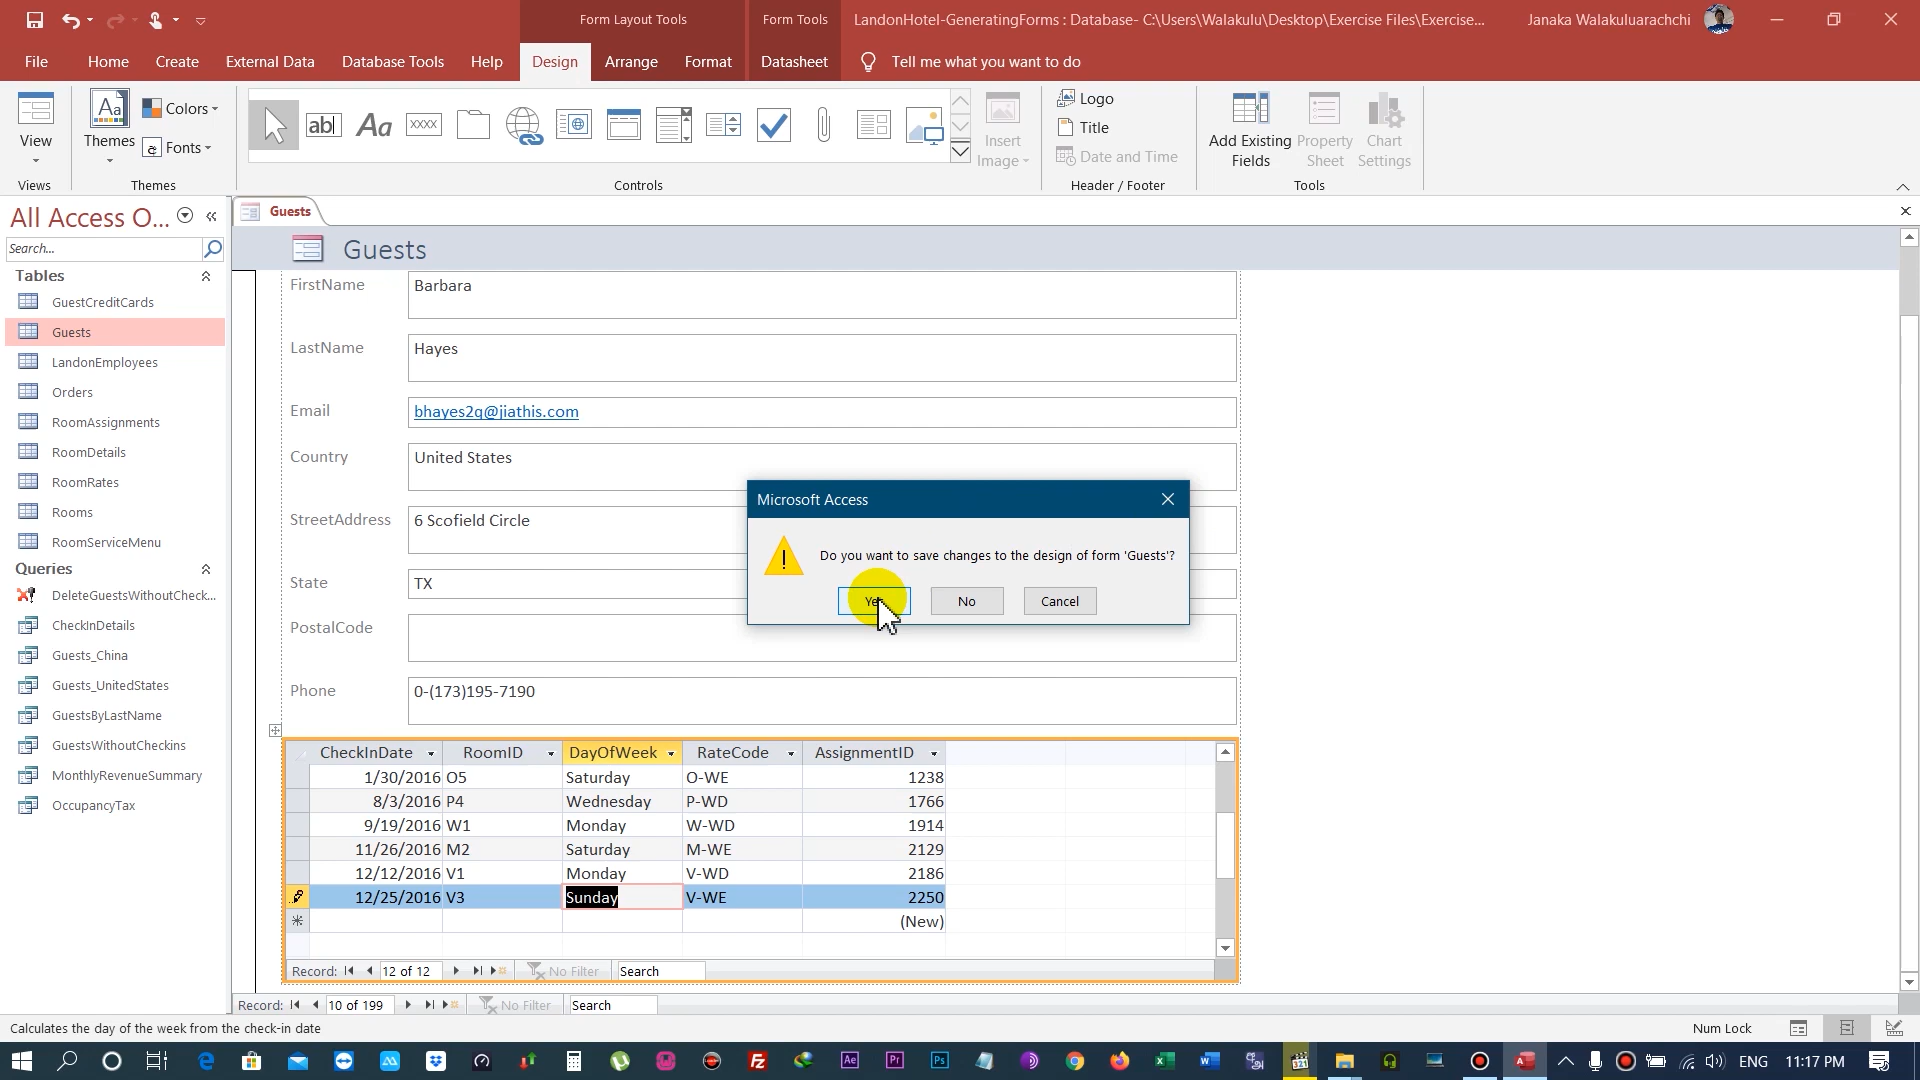 Form Layout Tools
Form Tools
LandonHotel-GeneratingForms : Database- C:\Users\Walakulu\Desktop\Exercise Files\Exercise...
Janaka Walakuluarachchi
File
Home
Create
External Data
Database Tools
Help
Design
Arrange
Format
Datasheet
Tell me what you want to do
View
Views
Aa
Themes
Colors
Fonts
Themes
ab
Aa
XXXX
Controls
Insert
Image
Logo
Title
Date and Time
Header / Footer
Add Existing
Fields
Property
Sheet
Chart
Settings
Tools
All Access O...
Search...
Tables
GuestCreditCards
Guests
LandonEmployees
Orders
RoomAssignments
RoomDetails
RoomRates
Rooms
RoomServiceMenu
Queries
DeleteGuestsWithoutCheck...
CheckInDetails
Guests_China
Guests_UnitedStates
GuestsByLastName
GuestsWithoutCheckins
MonthlyRevenueSummary
OccupancyTax
Guests
Guests
FirstName Barbara
LastName Hayes
Email bhayes2q@jiathis.com
Country United States
StreetAddress 6 Scofield Circle
State TX
PostalCode
Phone 0-(173)195-7190
Microsoft Access
Do you want to save changes to the design of form 'Guests'?
No Cancel
CheckInDate RoomID DayOfWeek RateCode AssignmentID
1/30/2016 O5 Saturday O-WE 1238
8/3/2016 P4 Wednesday P-WD 1766
9/19/2016 W1 Monday W-WD 1914
11/26/2016 M2 Saturday M-WE 2129
12/12/2016 V1 Monday V-WD 2186
12/25/2016 V3 Sunday V-WE 2250
(New)
Record: 12 of 12 No Filter Search
Record: 10 of 199 No Filter Search
Calculates the day of the week from the check-in date
Num Lock
Ae
Pr
Ps
ENG
11:17 PM